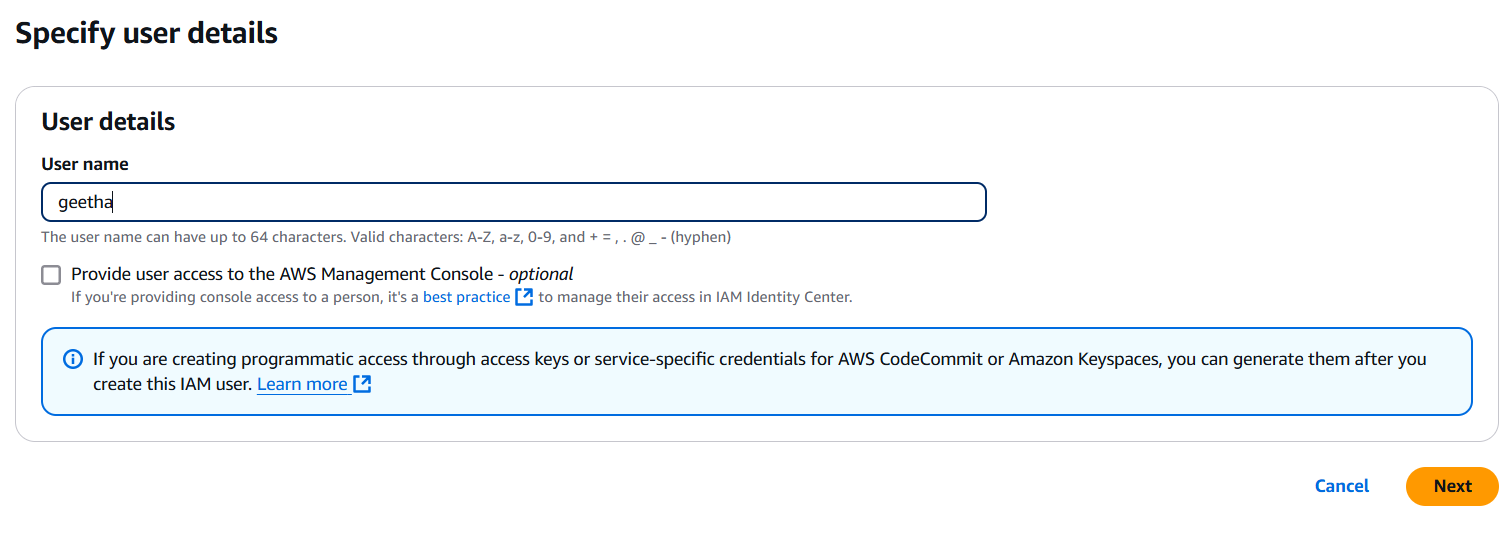 Specify user details
User details
User name
geetha
The user name can have up to 64 characters. Valid characters: A-Z, a-z, 0-9, and + = , . @ _ - (hyphen)
Provide user access to the AWS Management Console - optional
If you're providing console access to a person, it's a best practice to manage their access in IAM Identity Center.
If you are creating programmatic access through access keys or service-specific credentials for AWS CodeCommit or Amazon Keyspaces, you can generate them after you
create this IAM user. Learn more
Cancel
Next